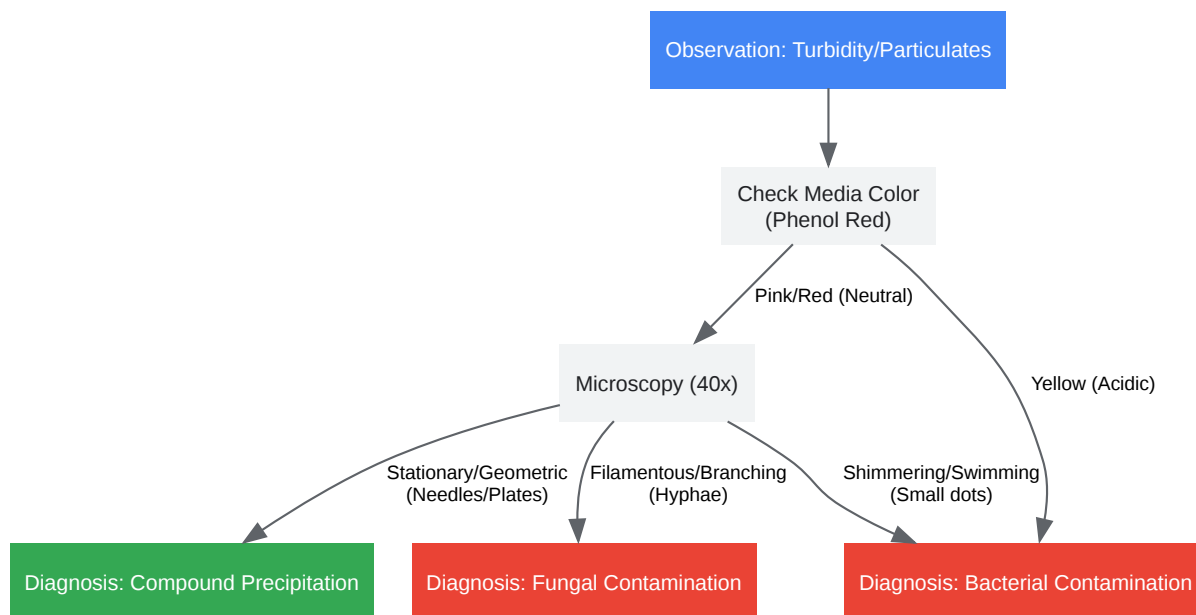 Observation: Turbidity/Particulates
Check Media Color
(Phenol Red)
Pink/Red (Neutral)
Microscopy (40x)
Yellow (Acidic)
Stationary/Geometric
(Needles/Plates)
Filamentous/Branching
(Hyphae)
Shimmering/Swimming
(Small dots)
Diagnosis: Compound Precipitation
Diagnosis: Fungal Contamination
Diagnosis: Bacterial Contamination